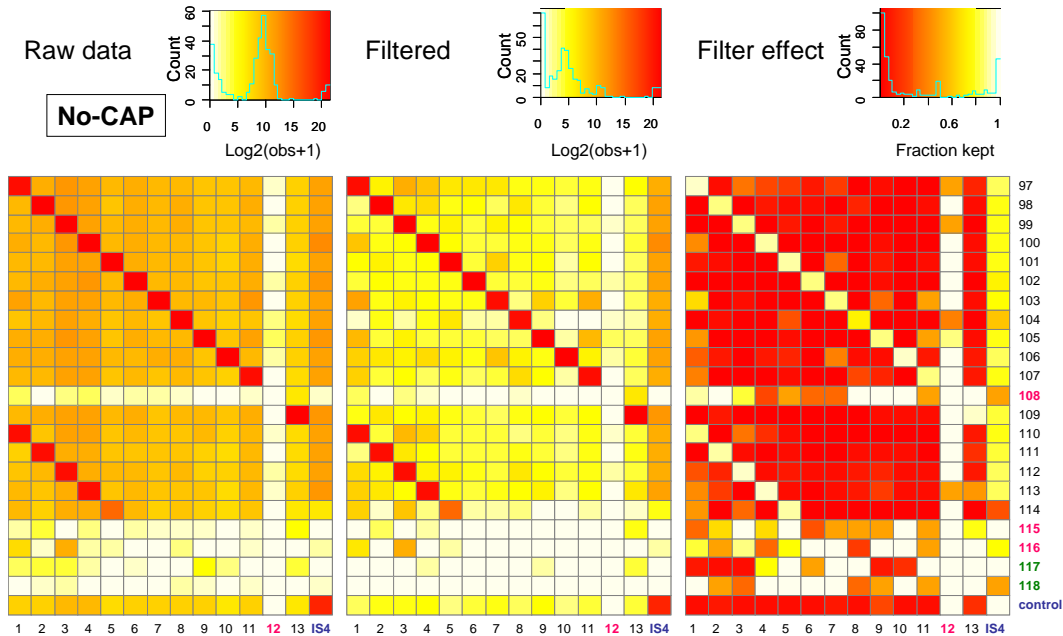 Raw data
No-CAP
Count
0 20 40 60
0 5 10 15 20
Log2(obs+1)
Filtered
Count
0 20 50
0 5 10 15 20
Log2(obs+1)
Filter effect
Count
0 40 80
0.2 0.6 1
Fraction kept
97
98
99
100
101
102
103
104
105
106
107
108
109
110
111
112
113
114
115
116
117
118
control
1 2 3 4 5 6 7 8 9 10 11 12 13 IS4
1 2 3 4 5 6 7 8 9 10 11 12 13 IS4
1 2 3 4 5 6 7 8 9 10 11 12 13 IS4